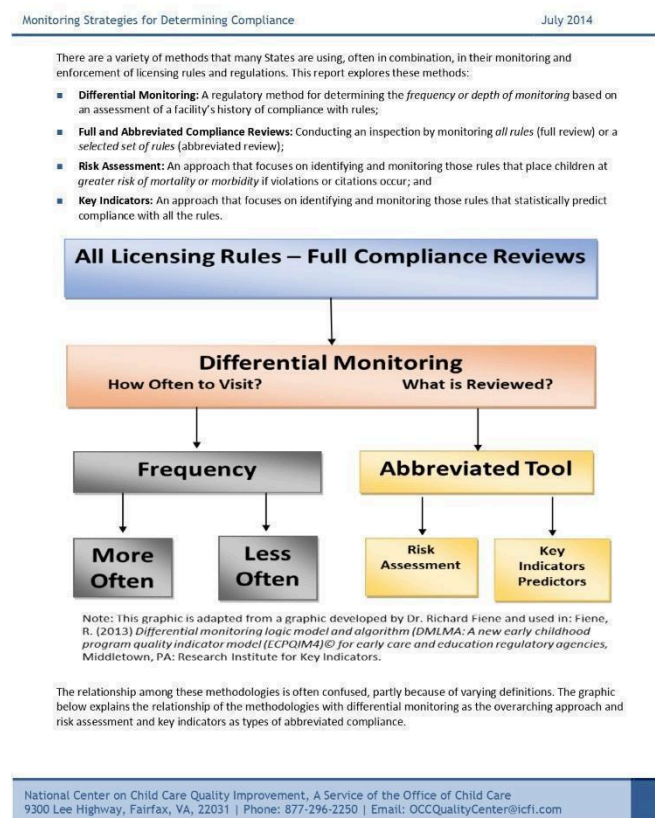 Monitoring Strategies for Determining Compliance July 2014
There are a variety of methods that many States are using, often in combination, in their monitoring and
enforcement of licensing rules and regulations. This report explores these methods:
▪ Differential Monitoring: A regulatory method for determining the frequency or depth of monitoring based on
an assessment of a facility's history of compliance with rules;
▪ Full and Abbreviated Compliance Reviews: Conducting an inspection by monitoring all rules (full review) or a
selected set of rules (abbreviated review);
▪ Risk Assessment: An approach that focuses on identifying and monitoring those rules that place children at
greater risk of mortality or morbidity if violations or citations occur; and
▪ Key Indicators: An approach that focuses on identifying and monitoring those rules that statistically predict
compliance with all the rules.
All Licensing Rules – Full Compliance Reviews
Differential Monitoring
How Often to Visit? What is Reviewed?
Frequency
Abbreviated Tool
More
Often
Less
Often
Risk
Assessment
Key
Indicators
Predictors
Note: This graphic is adapted from a graphic developed by Dr. Richard Fiene and used in: Fiene,
R. (2013) Differential monitoring logic model and algorithm (DMLMA: A new early childhood
program quality indicator model (ECPQIM4)© for early care and education regulatory agencies,
Middletown, PA: Research Institute for Key Indicators.
The relationship among these methodologies is often confused, partly because of varying definitions. The graphic
below explains the relationship of the methodologies with differential monitoring as the overarching approach and
risk assessment and key indicators as types of abbreviated compliance.
National Center on Child Care Quality Improvement, A Service of the Office of Child Care
9300 Lee Highway, Fairfax, VA, 22031 | Phone: 877-296-2250 | Email: OCCQualityCenter@icfi.com